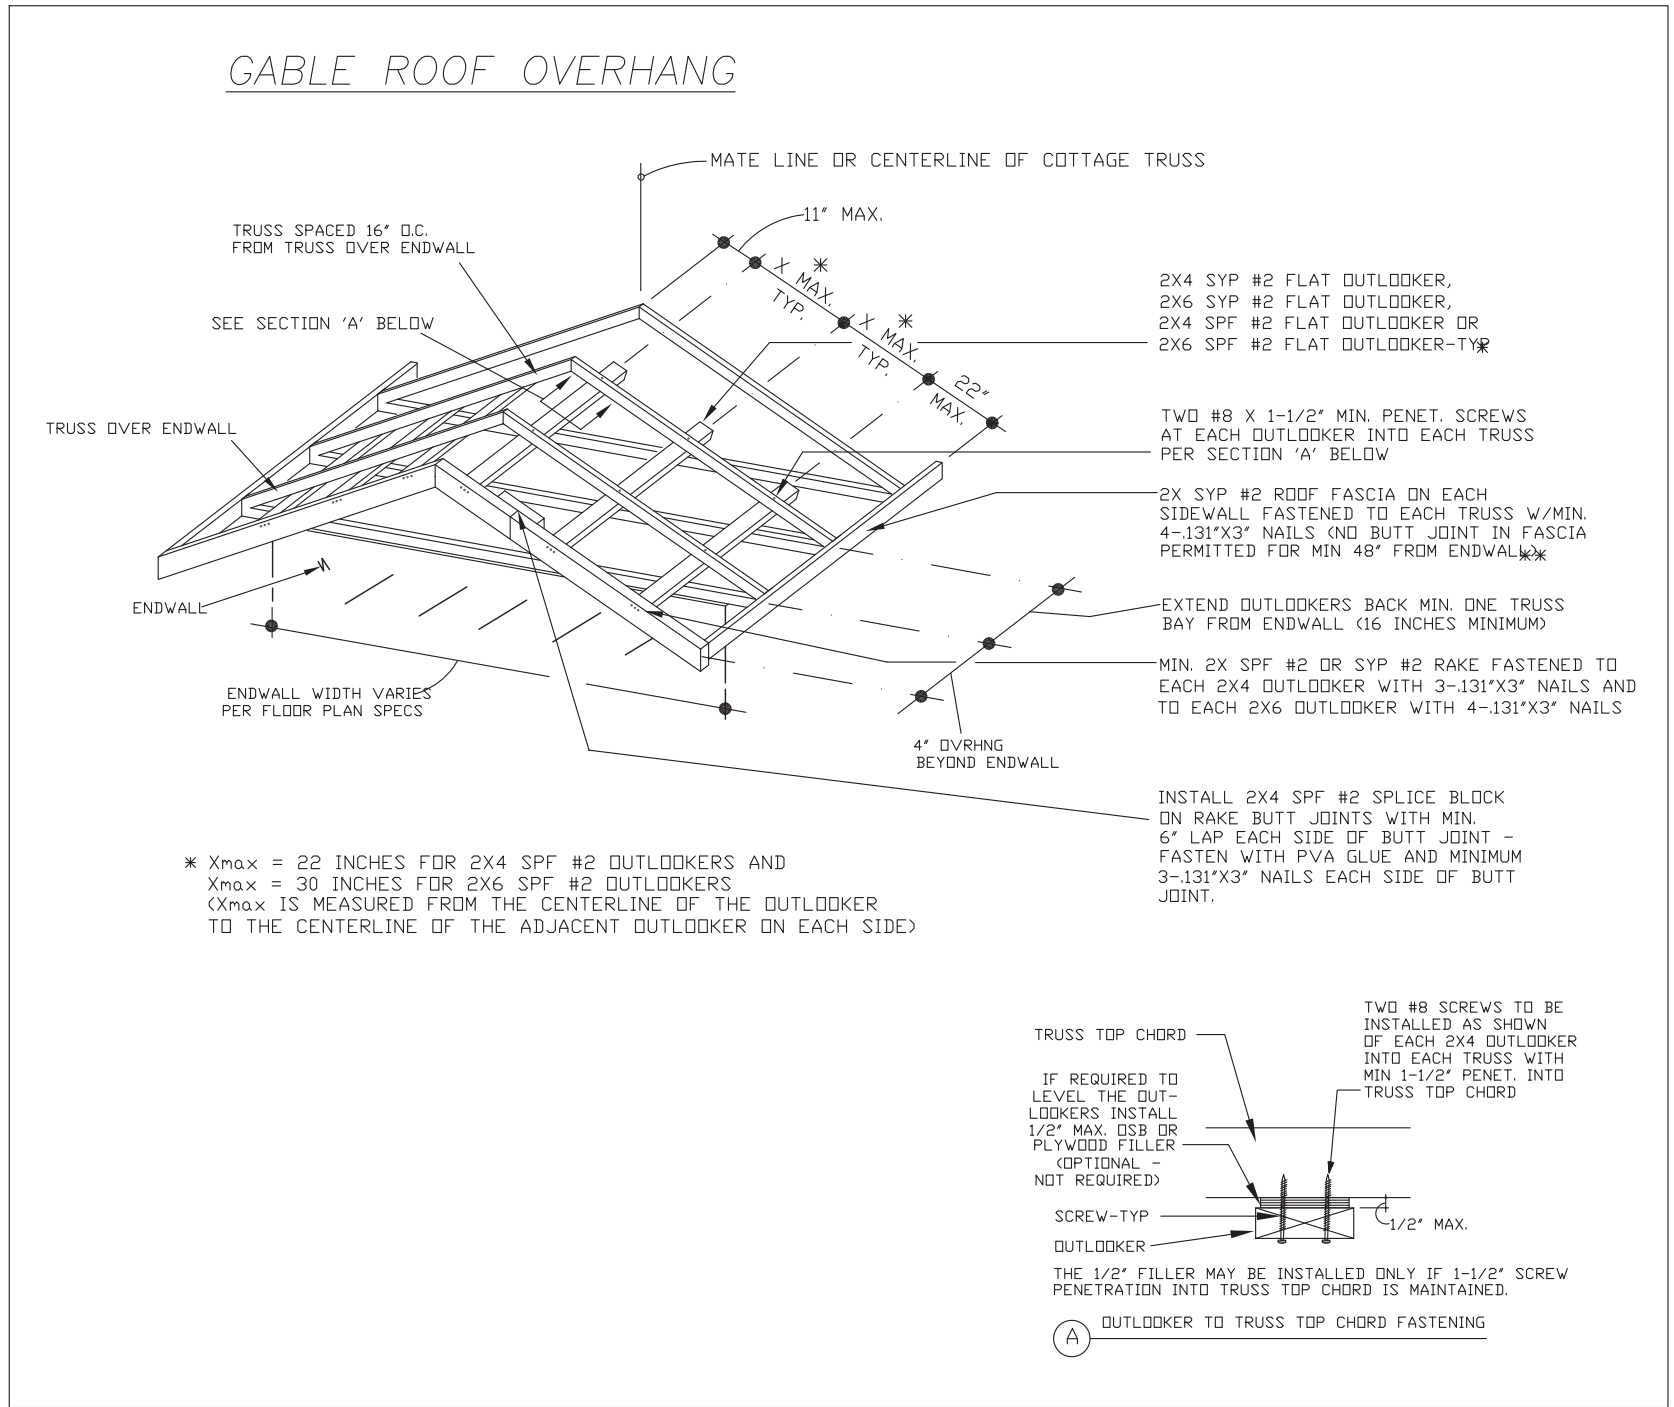 GABLE ROOF OVERHANG
MATE LINE OR CENTERLINE OF COTTAGE TRUSS
11" MAX.
TRUSS SPACED 16" O.C.
FROM TRUSS OVER ENDWALL
X MAX. *
TYP.
X MAX. *
TYP.
22"
MAX.
SEE SECTION 'A' BELOW
TRUSS OVER ENDWALL
ENDWALL
ENDWALL WIDTH VARIES
PER FLOOR PLAN SPECS
2X4 SYP #2 FLAT OUTLOOKER,
2X6 SYP #2 FLAT OUTLOOKER,
2X4 SPF #2 FLAT OUTLOOKER OR
2X6 SPF #2 FLAT OUTLOOKER-TYP*
TWO #8 X 1-1/2" MIN. PENET. SCREWS
AT EACH OUTLOOKER INTO EACH TRUSS
PER SECTION 'A' BELOW
2X SYP #2 ROOF FASCIA ON EACH
SIDEWALL FASTENED TO EACH TRUSS W/MIN.
4-.131"X3" NAILS (NO BUTT JOINT IN FASCIA
PERMITTED FOR MIN 48" FROM ENDWALL)**
EXTEND OUTLOOKERS BACK MIN. ONE TRUSS
BAY FROM ENDWALL (16 INCHES MINIMUM)
MIN. 2X SPF #2 OR SYP #2 RAKE FASTENED TO
EACH 2X4 OUTLOOKER WITH 3-.131"X3" NAILS AND
TO EACH 2X6 OUTLOOKER WITH 4-.131"X3" NAILS
4" OVRHNG
BEYOND ENDWALL
INSTALL 2X4 SPF #2 SPLICE BLOCK
ON RAKE BUTT JOINTS WITH MIN.
6" LAP EACH SIDE OF BUTT JOINT -
FASTEN WITH PVA GLUE AND MINIMUM
3-.131"X3" NAILS EACH SIDE OF BUTT
JOINT.
* Xmax = 22 INCHES FOR 2X4 SPF #2 OUTLOOKERS AND
Xmax = 30 INCHES FOR 2X6 SPF #2 OUTLOOKERS
(Xmax IS MEASURED FROM THE CENTERLINE OF THE OUTLOOKER
TO THE CENTERLINE OF THE ADJACENT OUTLOOKER ON EACH SIDE)
TRUSS TOP CHORD
IF REQUIRED TO
LEVEL THE OUT-
LOOKERS INSTALL
1/2" MAX. OSB OR
PLYWOOD FILLER
(OPTIONAL -
NOT REQUIRED)
SCREW-TYP
OUTLOOKER
TWO #8 SCREWS TO BE
INSTALLED AS SHOWN
OF EACH 2X4 OUTLOOKER
INTO EACH TRUSS WITH
MIN 1-1/2" PENET. INTO
TRUSS TOP CHORD
1/2" MAX.
THE 1/2" FILLER MAY BE INSTALLED ONLY IF 1-1/2" SCREW
PENETRATION INTO TRUSS TOP CHORD IS MAINTAINED.
A OUTLOOKER TO TRUSS TOP CHORD FASTENING